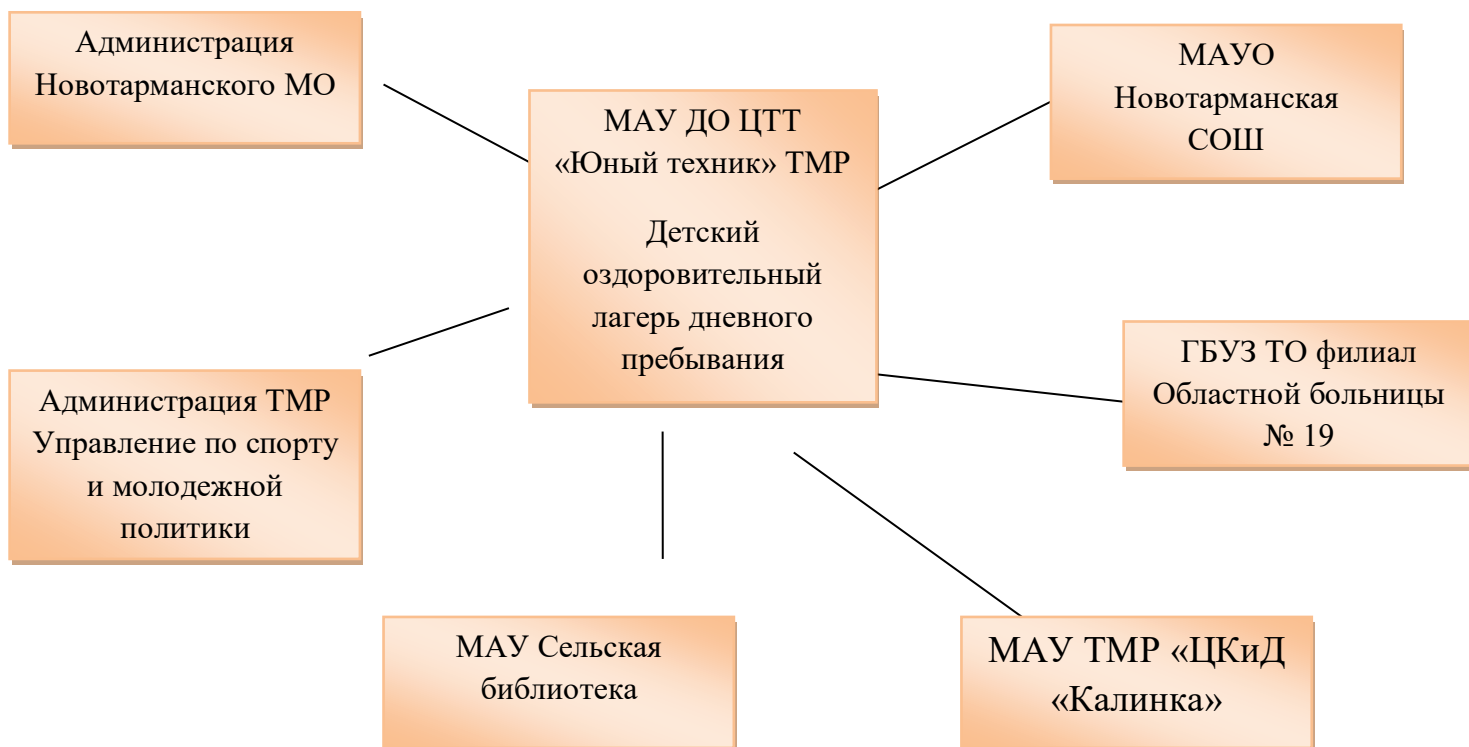 Администрация
Новотарманского МО
МАУ ДО ЦТТ
«Юный техник» ТМР
Детский
оздоровительный
лагерь дневного
пребывания
МАУО
Новотарманская
СОШ
Администрация ТМР
Управление по спорту
и молодежной
политики
ГБУЗ ТО филиал
Областной больницы
№ 19
МАУ Сельская
библиотека
МАУ ТМР «ЦКиД
«Калинка»